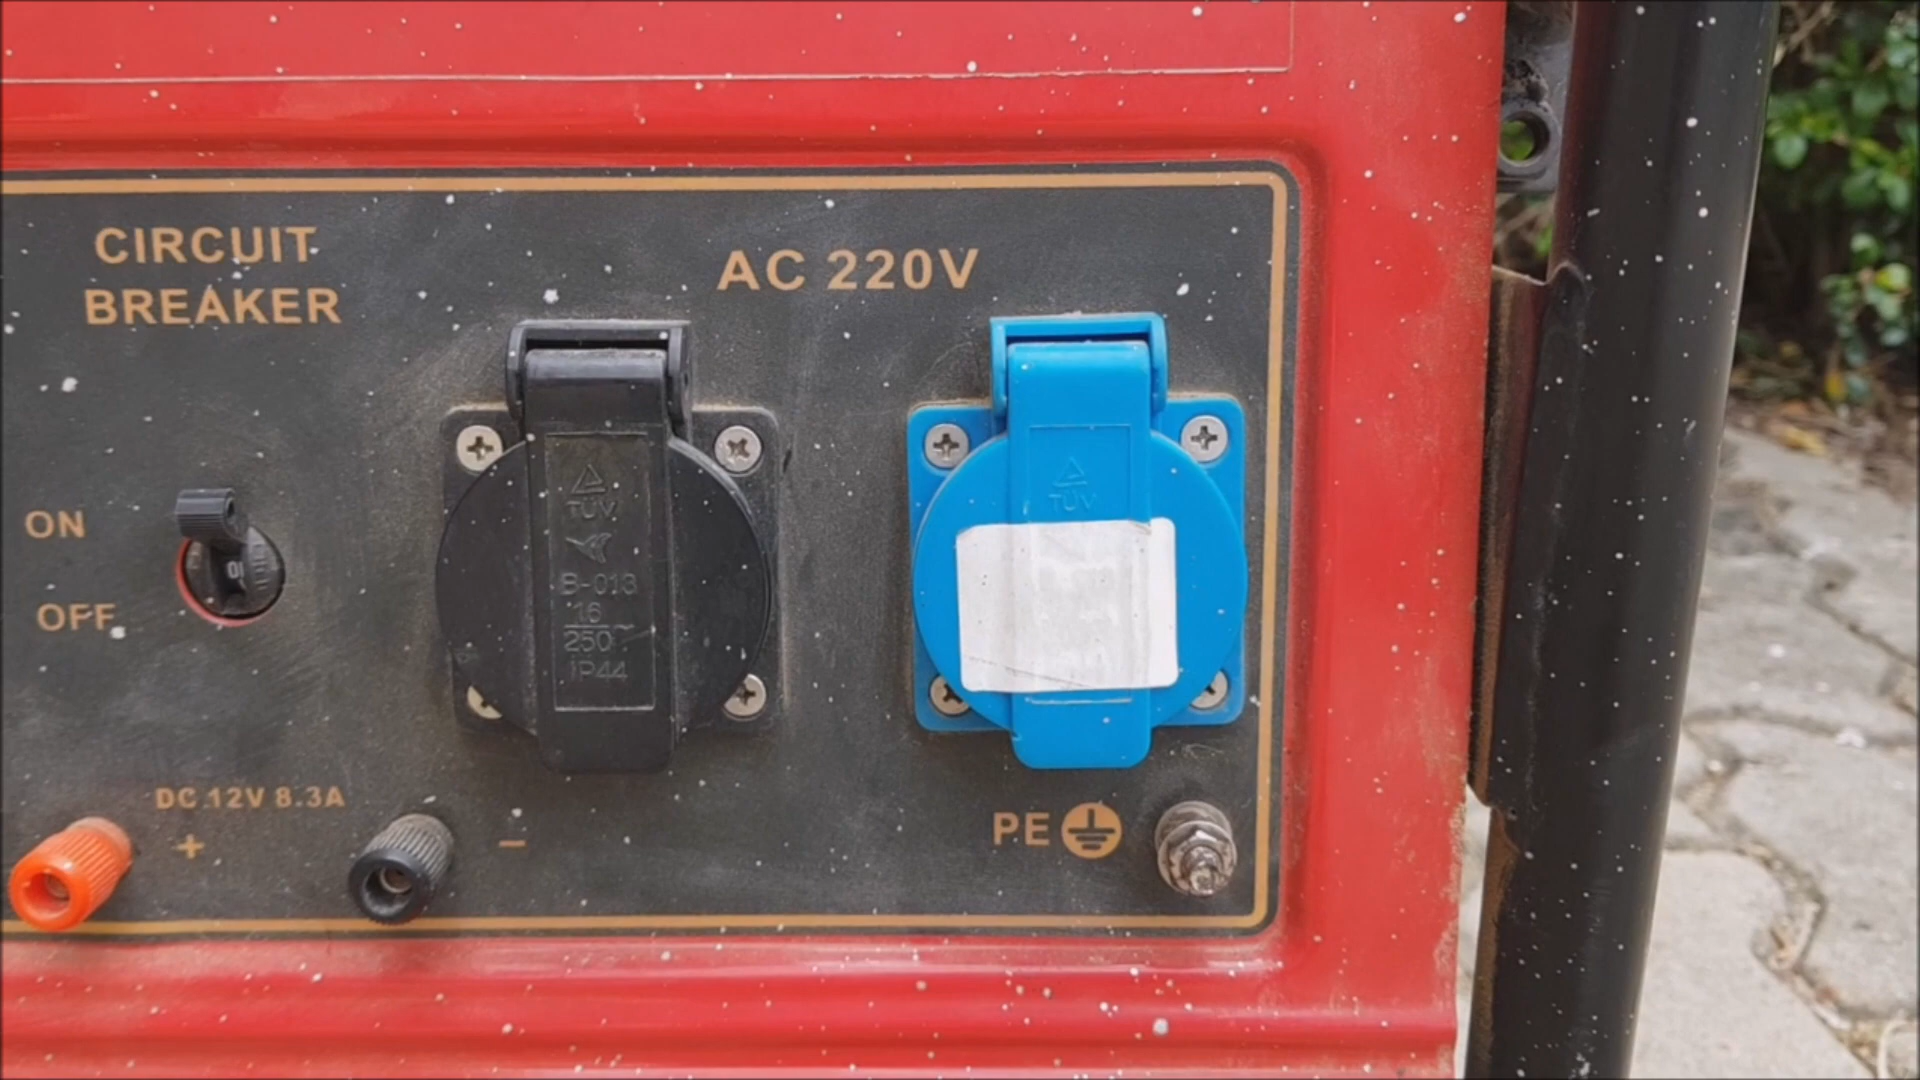 CIRCUIT
BREAKER
AC 220V
ON
OFF
TÜV
B-013
16
250~
IP44
TÜV
DC 12V 8.3A
+
−
PE